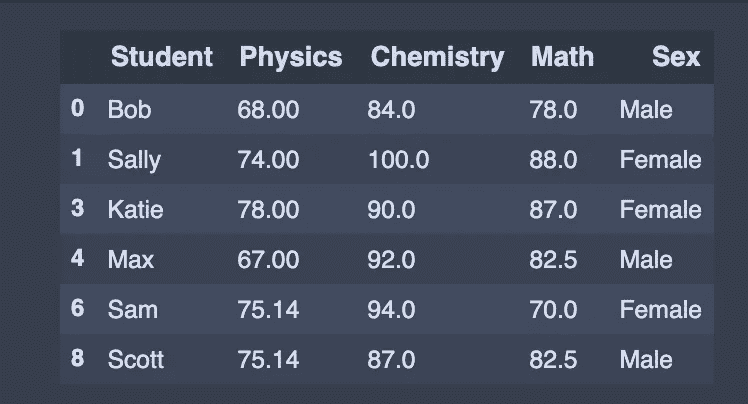 Student Physics Chemistry Math Sex
0 Bob 68.00 84.0 78.0 Male
1 Sally 74.00 100.0 88.0 Female
3 Katie 78.00 90.0 87.0 Female
4 Max 67.00 92.0 82.5 Male
6 Sam 75.14 94.0 70.0 Female
8 Scott 75.14 87.0 82.5 Male